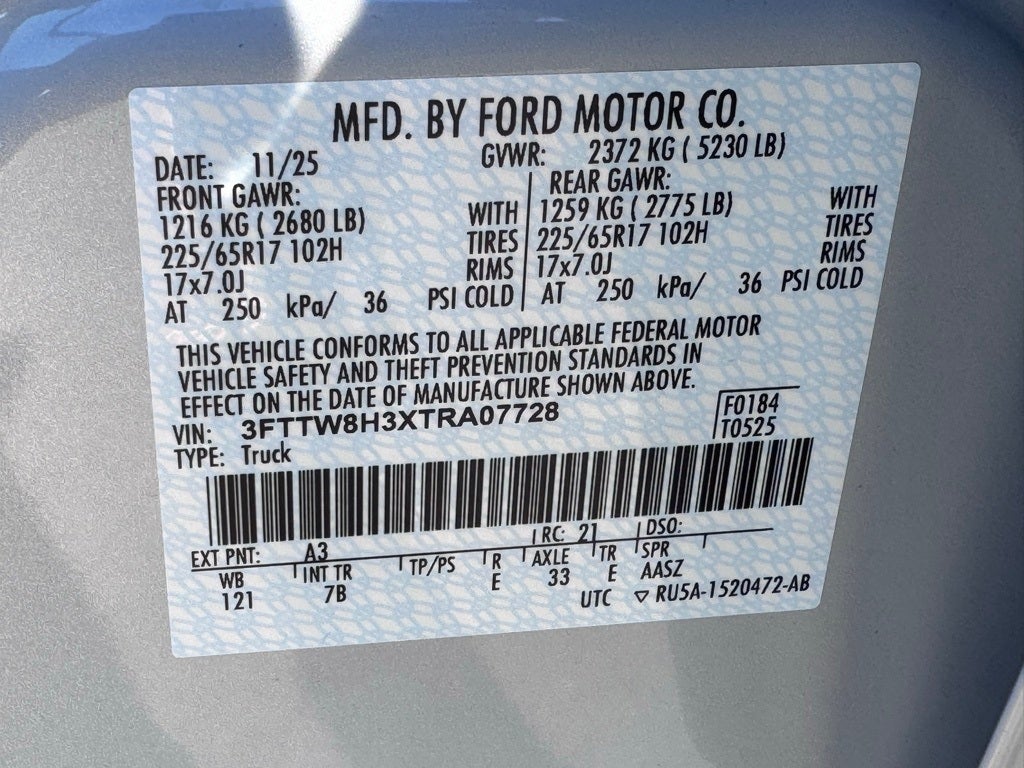 MFD. BY FORD MOTOR CO.
DATE: 11/25 GVWR: 2372 KG ( 5230 LB)
FRONT GAWR: REAR GAWR:
1216 KG ( 2680 LB) WITH 1259 KG ( 2775 LB) WITH
225/65R17 102H TIRES 225/65R17 102H TIRES
17x7.0J RIMS 17x7.0J RIMS
AT 250 kPa/ 36 PSI COLD AT 250 kPa/ 36 PSI COLD
THIS VEHICLE CONFORMS TO ALL APPLICABLE FEDERAL MOTOR
VEHICLE SAFETY AND THEFT PREVENTION STANDARDS IN
EFFECT ON THE DATE OF MANUFACTURE SHOWN ABOVE.
VIN: 3FTTW8H3XTRA07728 F0184
TYPE: Truck T0525
EXT PNT: A3 RC: 21 DSO:
WB INT TR TP/PS R AXLE TR SPR
121 7B E 33 E AASZ
UTC ▽ RU5A-1520472-AB